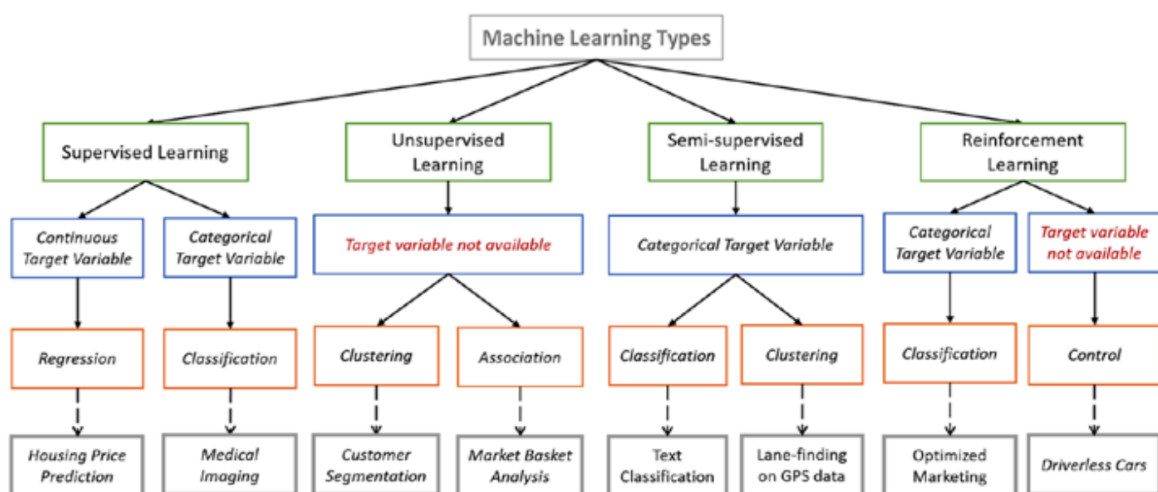 Machine Learning Types
Supervised Learning
Unsupervised
Learning
Semi-supervised
Learning
Reinforcement
Learning
Continuous
Target Variable
Categorical
Target Variable
Target variable not available
Categorical Target Variable
Categorical
Target Variable
Target variable
not available
Regression
Classification
Clustering
Association
Classification
Clustering
Classification
Control
Housing Price
Prediction
Medical
Imaging
Customer
Segmentation
Market Basket
Analysis
Text
Classification
Lane-finding
on GPS data
Optimized
Marketing
Driverless Cars